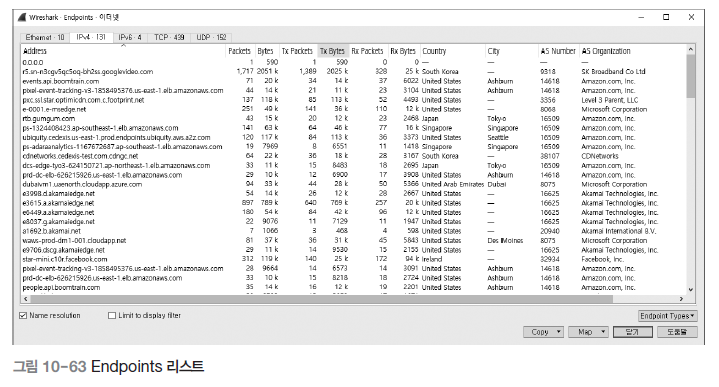 Wireshark · Endpoints · 이더넷
Ethernet · 10 IPv4 · 131 IPv6 · 4 TCP · 439 UDP · 152
Address Packets Bytes Tx Packets Tx Bytes Rx Packets Rx Bytes Country City AS Number AS Organization
0.0.0.0 1 590 1 590 0 0 — — — —
r5.sn-n3cgv5qc5oq-bh2ss.googlevideo.com 1,717 2051 k 1,389 2025 k 328 25 k South Korea — 9318 SK Broadband Co Ltd
events.api.boomtrain.com 71 20 k 34 14 k 37 6022 United States Ashburn 14618 Amazon.com, Inc.
pixel-event-tracking-v3-1858495376.us-east-1.elb.amazonaws.com 44 14 k 21 11 k 23 3104 United States Ashburn 14618 Amazon.com, Inc.
pxc.ssl.star.optimicdn.com.c.footprint.net 137 118 k 85 113 k 52 4493 United States — 3356 Level 3 Parent, LLC
e-0001.e-msedge.net 251 49 k 141 36 k 110 12 k United States — 8068 Microsoft Corporation
rtb.gumgum.com 43 15 k 20 12 k 23 2468 Japan Tokyo 16509 Amazon.com, Inc.
ps-1324408423.ap-southeast-1.elb.amazonaws.com 141 63 k 64 46 k 77 16 k Singapore Singapore 16509 Amazon.com, Inc.
ubiquity.cedexis.us-east-1.prod.endpoints.ubiquity.aws.a2z.com 120 117 k 84 113 k 36 3373 United States Seattle 16509 Amazon.com, Inc.
ps-adaraanalytics-1167672687.ap-southeast-1.elb.amazonaws.com 19 7969 8 6551 11 1418 Singapore Singapore 16509 Amazon.com, Inc.
cdnetworks.cedexis-test.com.cdngc.net 64 22 k 36 18 k 28 3167 South Korea — 38107 CDNetworks
dcs-edge-tyo3-624150721.ap-northeast-1.elb.amazonaws.com 33 11 k 15 8483 18 2695 Japan Tokyo 16509 Amazon.com, Inc.
prd-dc-elb-626215926.us-east-1.elb.amazonaws.com 29 10 k 12 6900 17 3908 United States Ashburn 14618 Amazon.com, Inc.
dubaivm1.uaenorth.cloudapp.azure.com 94 33 k 44 28 k 50 5366 United Arab Emirates Dubai 8075 Microsoft Corporation
e3998.d.akamaiedge.net 54 14 k 26 12 k 28 2667 United States — 16625 Akamai Technologies, Inc.
e3615.a.akamaiedge.net 897 789 k 640 769 k 257 20 k United States — 16625 Akamai Technologies, Inc.
e6449.a.akamaiedge.net 180 54 k 84 42 k 96 12 k United States — 16625 Akamai Technologies, Inc.
e8037.g.akamaiedge.net 22 9076 11 7129 11 1947 United States — 16625 Akamai Technologies, Inc.
a1692.b.akamai.net 7 1066 3 468 4 598 United States — 20940 Akamai International B.V.
waws-prod-dm1-001.cloudapp.net 81 37 k 36 31 k 45 5843 United States Des Moines 8075 Microsoft Corporation
e9706.dscg.akamaiedge.net 29 11 k 14 9530 15 2155 United States — 16625 Akamai Technologies, Inc.
star-mini.c10r.facebook.com 312 119 k 140 25 k 172 94 k Ireland — 32934 Facebook, Inc.
pixel-event-tracking-v3-1858495376.us-east-1.elb.amazonaws.com 28 9664 14 6573 14 3091 United States Ashburn 14618 Amazon.com, Inc.
prd-dc-elb-626215926.us-east-1.elb.amazonaws.com 33 10 k 15 8218 18 2724 United States Ashburn 14618 Amazon.com, Inc.
people.api.boomtrain.com 35 14 k 16 12 k 19 2201 United States Ashburn 14618 Amazon.com, Inc.
Name resolution Limit to display filter Endpoint Types
Copy Map 닫기 도움말
그림 10-63 Endpoints 리스트